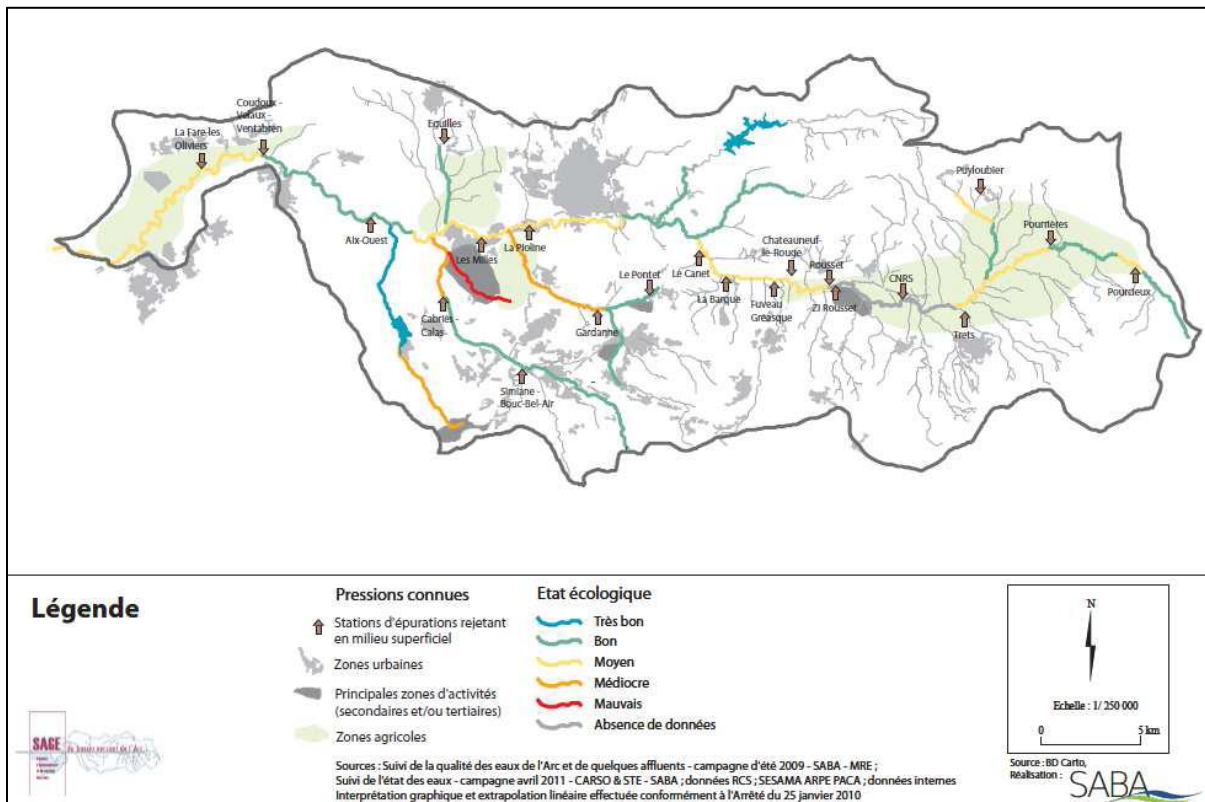 Coudoux -
Velaux -
Ventabren
La Fare-les
Oliviers
Eguilles
Aix-Ouest
Les Milles
La Pioline
Cabriès -
Calas
Simiane -
Bouc-Bel-Air
Gardanne
Le Pontet
Le Canet
La Barque
Chateauneuf-
le-Rouge
Fuveau
Gréasque
Rousset
ZI Rousset
CNRS
Trets
Puyloubier
Pourrières
Pourdeux
Légende
Pressions connues
Stations d'épurations rejetant
en milieu superficiel
Zones urbaines
Principales zones d'activités
(secondaires et/ou tertiaires)
Zones agricoles
Etat écologique
Très bon
Bon
Moyen
Médiocre
Mauvais
Absence de données
N
Echelle : 1/ 250 000
0 5 km
SAGE
Sources : Suivi de la qualité des eaux de l'Arc et de quelques affluents - campagne d'été 2009 - SABA - MRE ;
Suivi de l'état des eaux - campagne avril 2011 - CARSO & STE - SABA ; données RCS ; SESAMA ARPE PACA ; données internes
Interprétation graphique et extrapolation linéaire effectuée conformément à l'Arrêté du 25 janvier 2010
Source : BD Carto,
Réalisation :
SABA